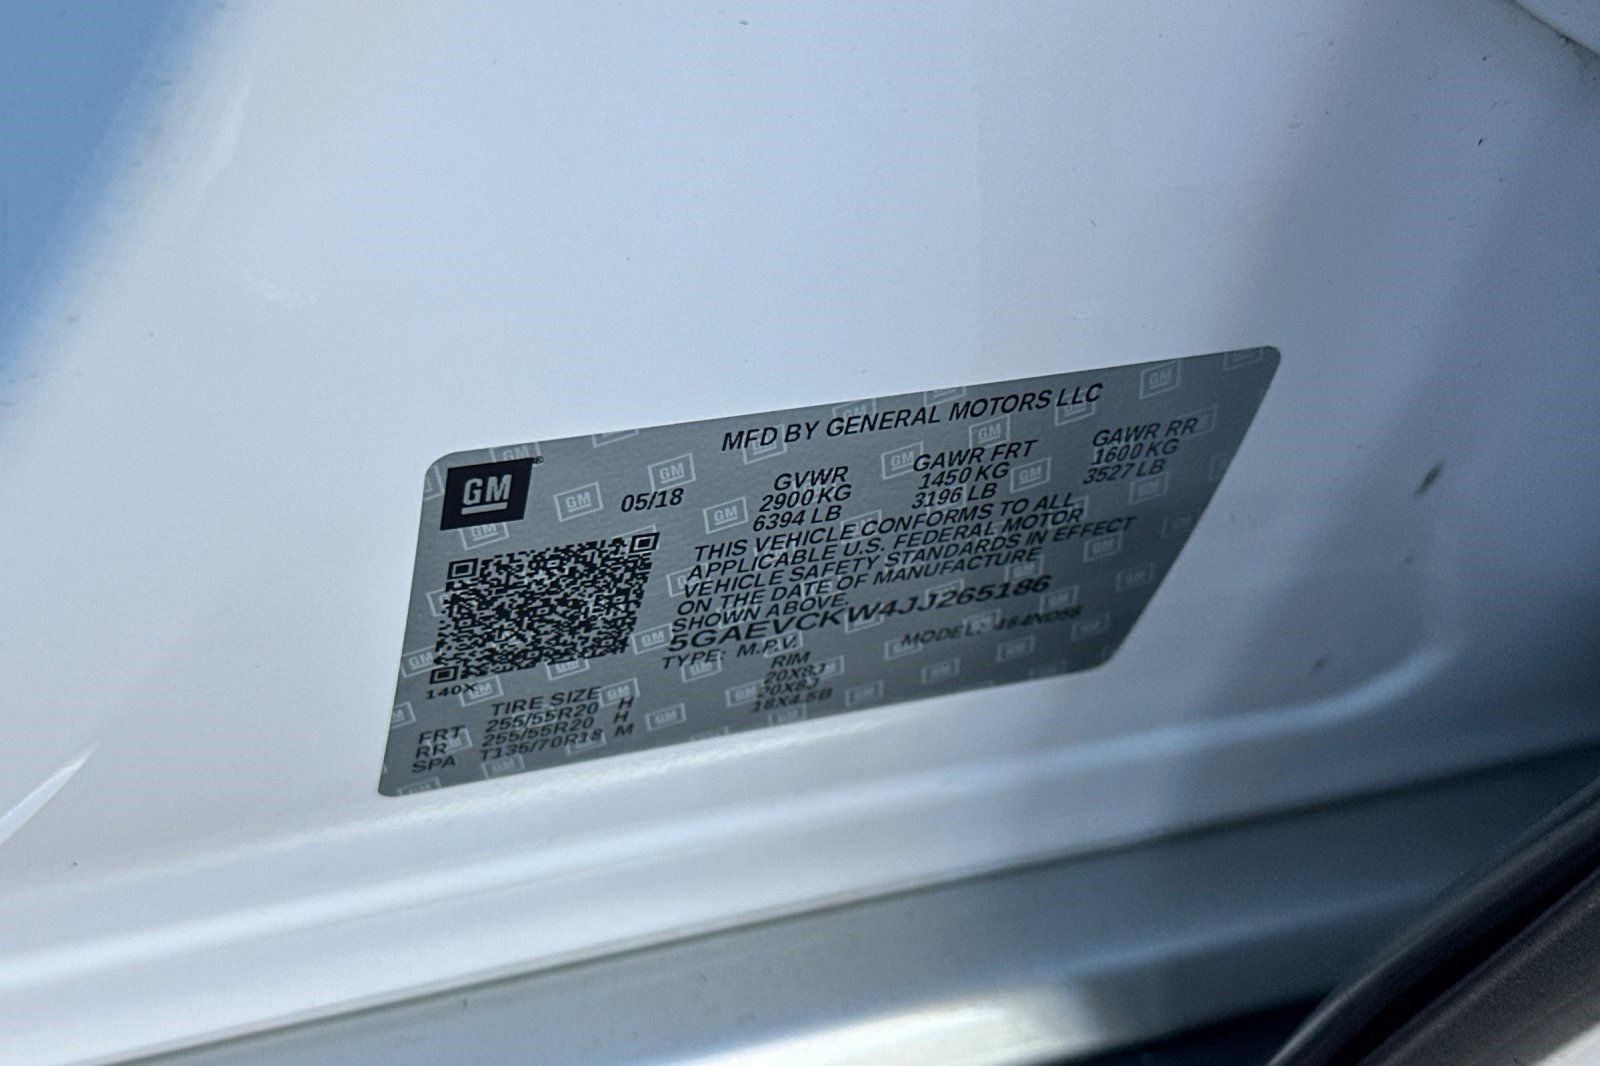 MFD BY GENERAL MOTORS LLC
GM
05/18
GVWR
2900 KG
6394 LB
GAWR FRT
1450 KG
3196 LB
GAWR RR
1600 KG
3527 LB
THIS VEHICLE CONFORMS TO ALL
APPLICABLE U.S. FEDERAL MOTOR
VEHICLE SAFETY STANDARDS IN EFFECT
ON THE DATE OF MANUFACTURE
SHOWN ABOVE.
5GAEVCKW4JJ265186
TYPE: M.P.V. MODEL:
140X
TIRE SIZE RIM
FRT 255/55R20 H 20X8J
RR 255/55R20 H 20X8J
SPA T135/70R18 M 18X4.5B